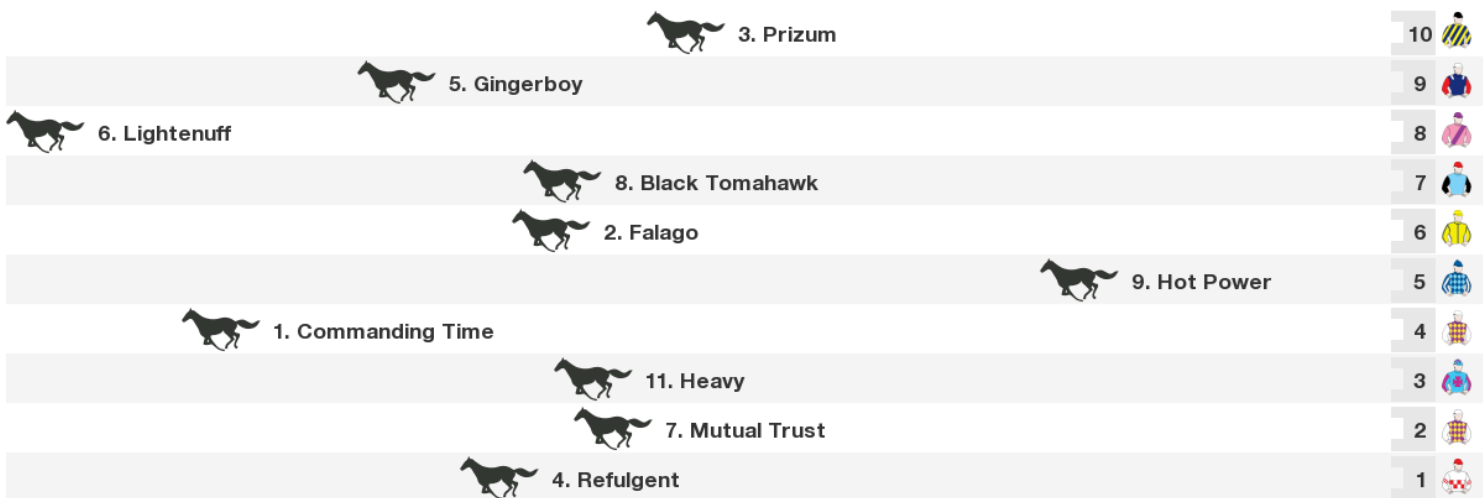 3. Prizum 10
5. Gingerboy 9
6. Lightenuff 8
8. Black Tomahawk 7
2. Falago 6
9. Hot Power 5
1. Commanding Time 4
11. Heavy 3
7. Mutual Trust 2
4. Refulgent 1